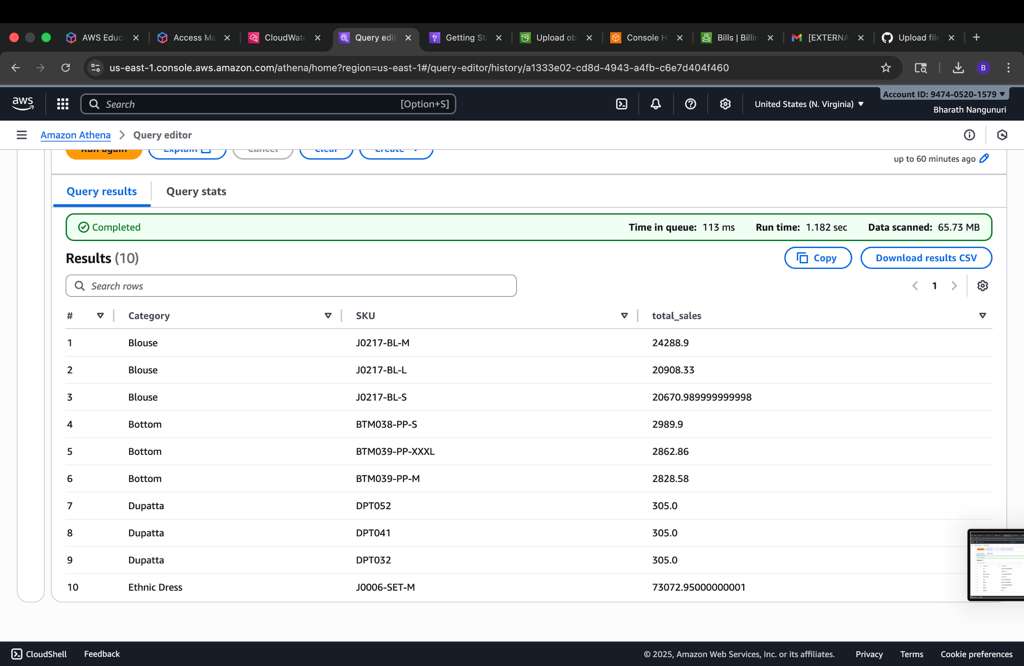 AWS Educ
Access Ma
CloudWat
Query edi
Getting St
Upload ob
Console H
Bills | Billin
[EXTERNA
Upload file
us-east-1.console.aws.amazon.com/athena/home?region=us-east-1#/query-editor/history/a1333e02-cd8d-4943-a4fb-c6e7d404f460
B
aws
Search
[Option+S]
United States (N. Virginia)
Account ID: 9474-0520-1579
Bharath Nangunuri
Amazon Athena
Query editor
Run again
Explain
Cancel
Clear
Create
up to 60 minutes ago
Query results
Query stats
Completed
Time in queue: 113 ms
Run time: 1.182 sec
Data scanned: 65.73 MB
Results (10)
Copy
Download results CSV
Search rows
1
# Category SKU total_sales
1 Blouse J0217-BL-M 24288.9
2 Blouse J0217-BL-L 20908.33
3 Blouse J0217-BL-S 20670.989999999998
4 Bottom BTM038-PP-S 2989.9
5 Bottom BTM039-PP-XXXL 2862.86
6 Bottom BTM039-PP-M 2828.58
7 Dupatta DPT052 305.0
8 Dupatta DPT041 305.0
9 Dupatta DPT032 305.0
10 Ethnic Dress J0006-SET-M 73072.95000000001
CloudShell
Feedback
© 2025, Amazon Web Services, Inc. or its affiliates.
Privacy
Terms
Cookie preferences